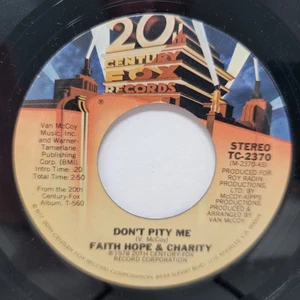 20th
CENTURY
FOX
RECORDS
Van McCoy
Music, Inc.
and Warner-
Tamerlane
Publishing
Corp. (BMI)
Intro Time: :20
Total Time: 2:50
From the 20th
Century Fox
Album, T-560
STEREO
TC-2370
PRODUCED FOR
ROY RADIN
PRODUCTIONS,
LTD. BY
McCOY-KIPPS
PRODUCED &
ARRANGED BY
VAN McCOY
DON'T PITY ME
(V. McCoy)
FAITH HOPE & CHARITY
℗ 1978 20TH CENTURY-FOX
RECORD CORPORATION